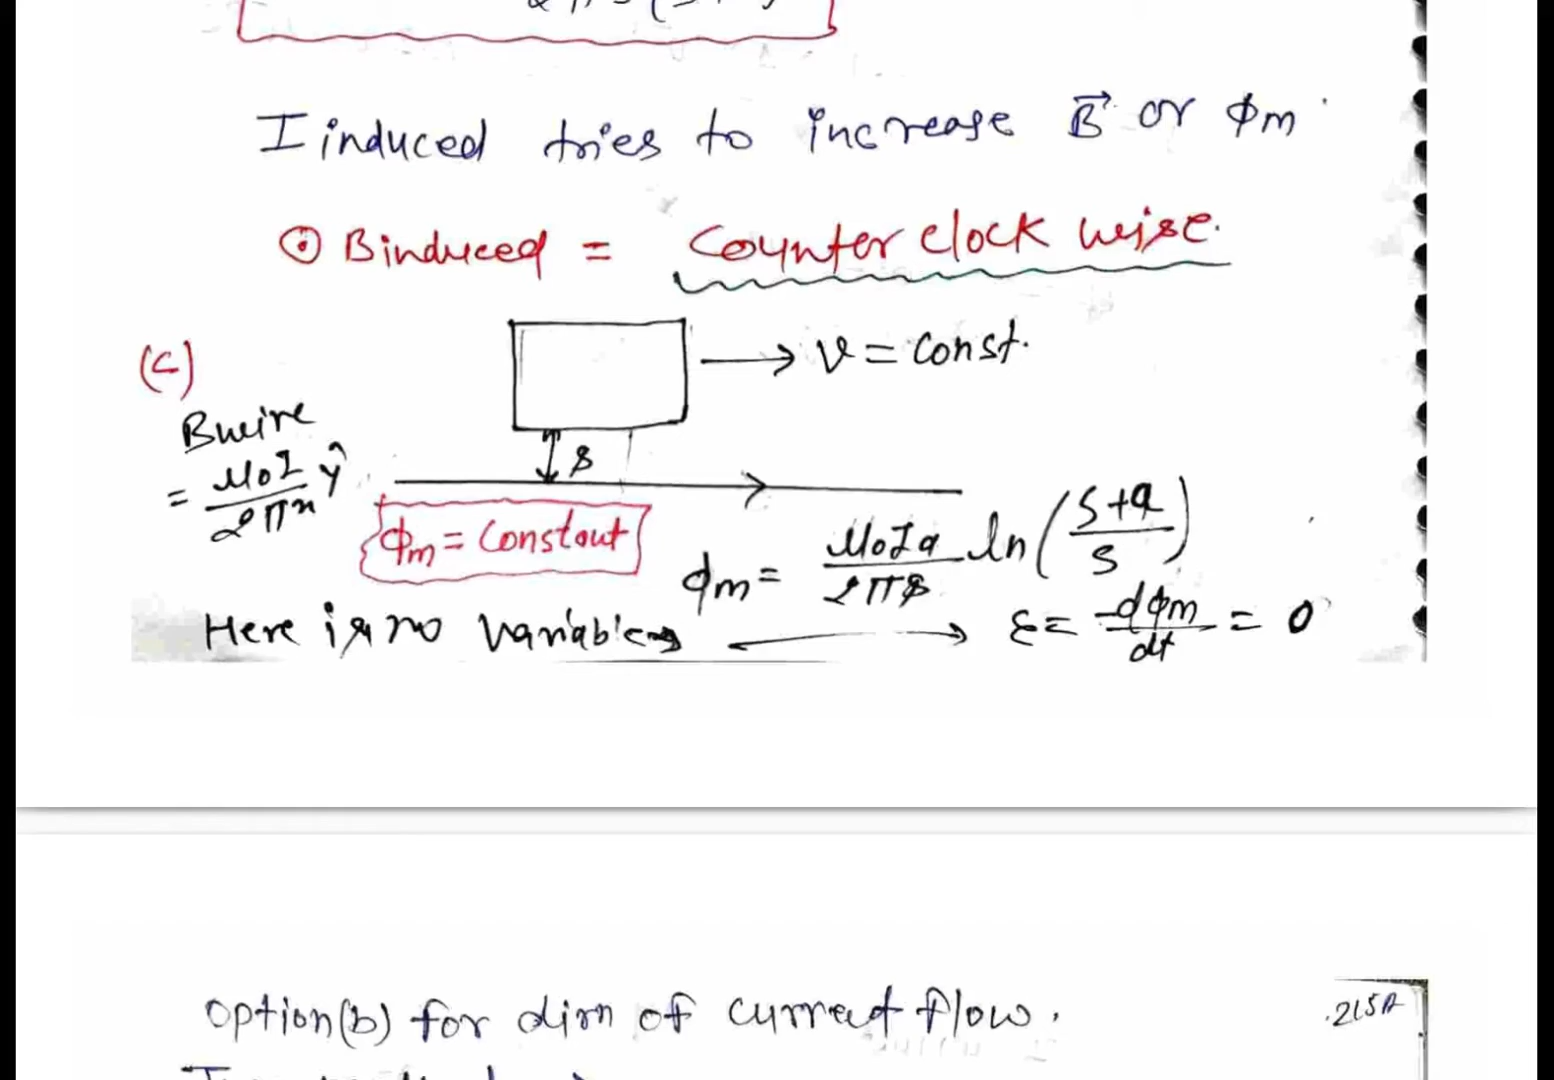 I induced tries to increase B⃗ or ϕm
⊙ Binduced = Counter clock wise.
(C)
→ v = Const.
Bwire
= μ₀I/2πx ŷ
s
ϕm = Constant
ϕm = μ₀Ia/2πs ln(s+a/s)
Here is no variables → ε = -dϕm/dt = 0
option(b) for dirn of current flow.